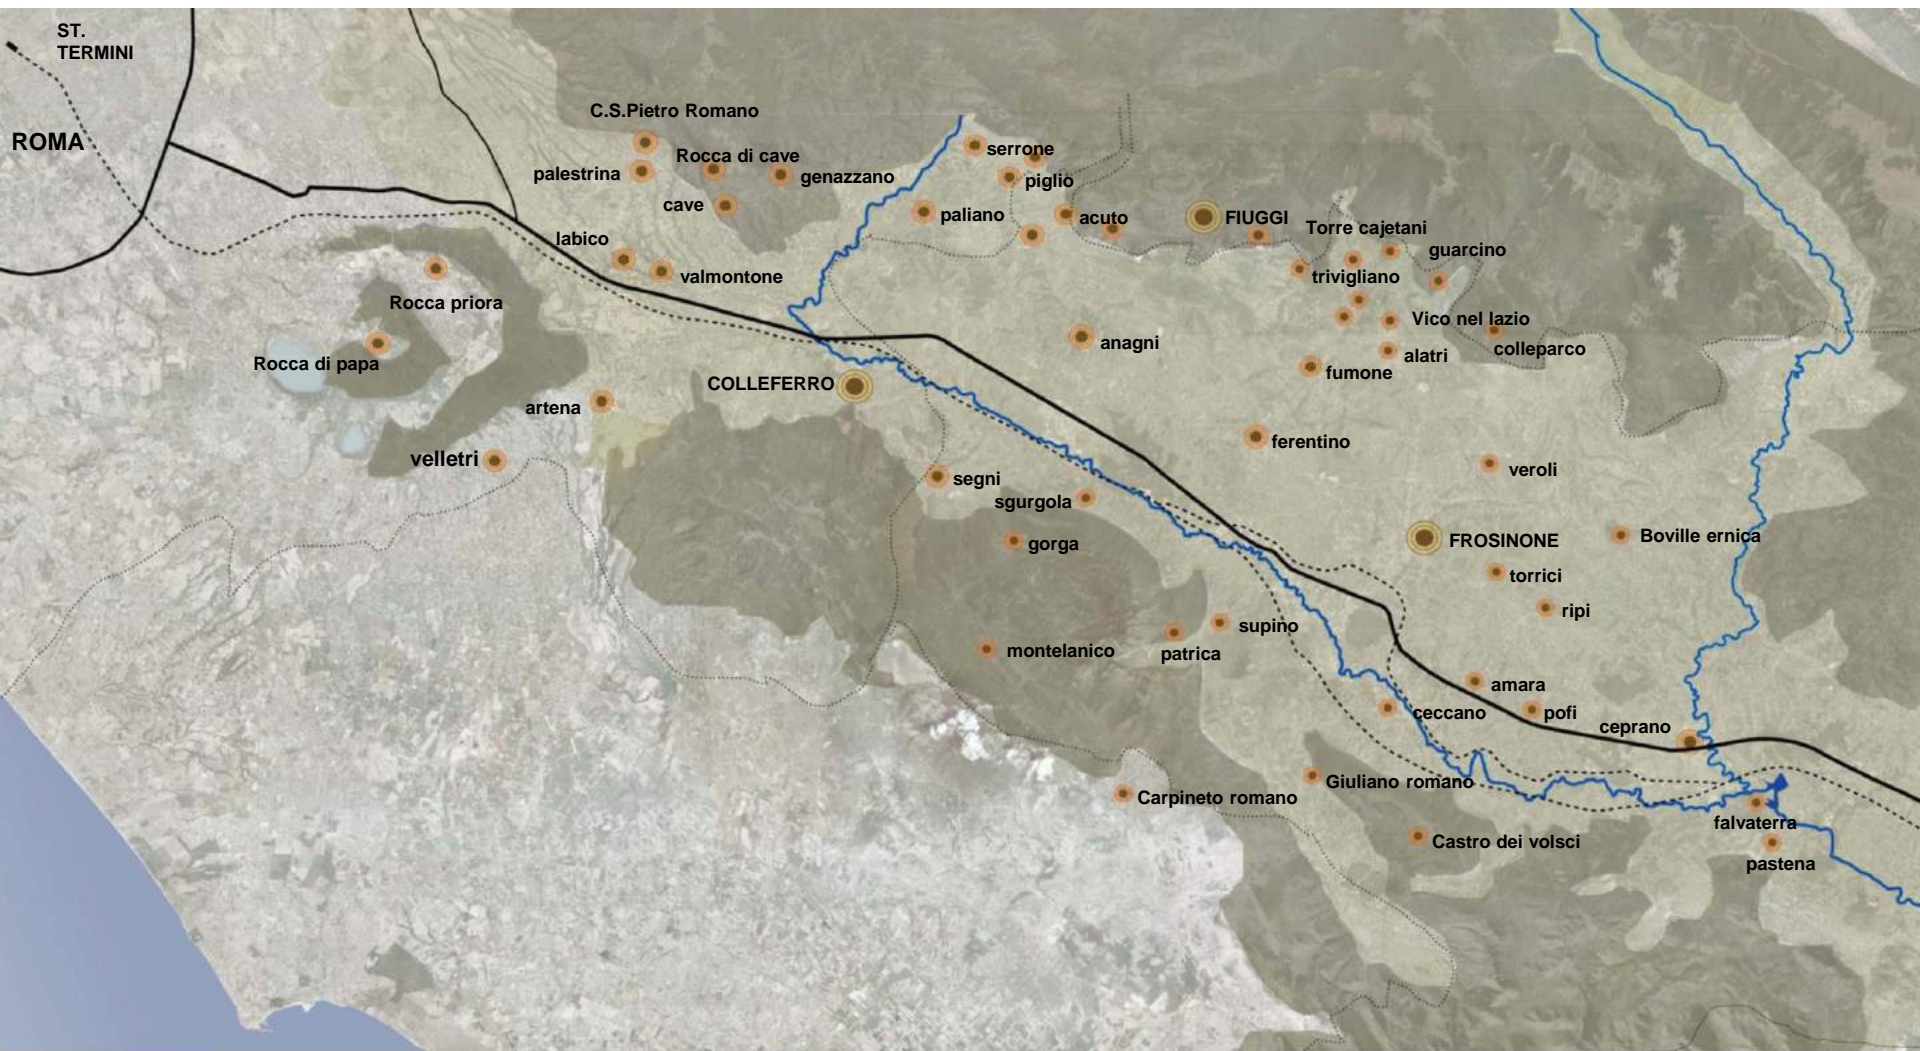 ST.
TERMINI
ROMA
C.S.Pietro Romano
palestrina
Rocca di cave
genazzano
cave
serrone
piglio
paliano
acuto
FIUGGI
Torre cajetani
guarcino
trivigliano
labico
valmontone
Rocca priora
Vico nel lazio
colleparco
alatri
fumone
anagni
Rocca di papa
COLLEFERRO
artena
velletri
ferentino
veroli
segni
sgurgola
gorga
FROSINONE
Boville ernica
torrici
ripi
supino
patrica
montelanico
amara
ceccano
pofi
ceprano
Giuliano romano
Carpineto romano
falvaterra
Castro dei volsci
pastena